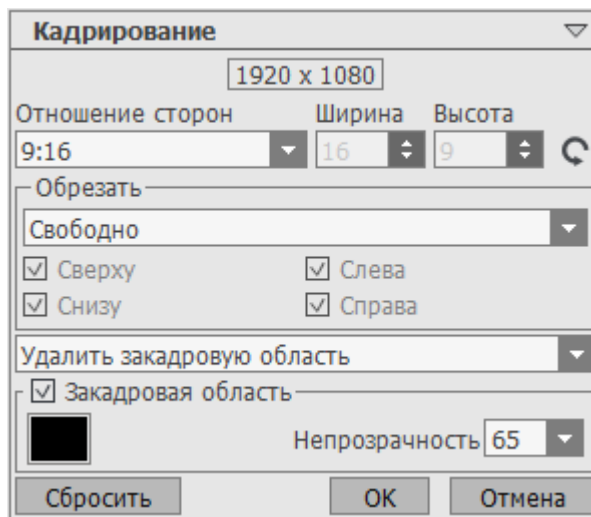 Кадрирование
1920 x 1080
Отношение сторон Ширина Высота
9:16 16 9
Обрезать
Свободно
Сверху Слева
Снизу Справа
Удалить закадровую область
Закадровая область
Непрозрачность 65
Сбросить OK Отмена